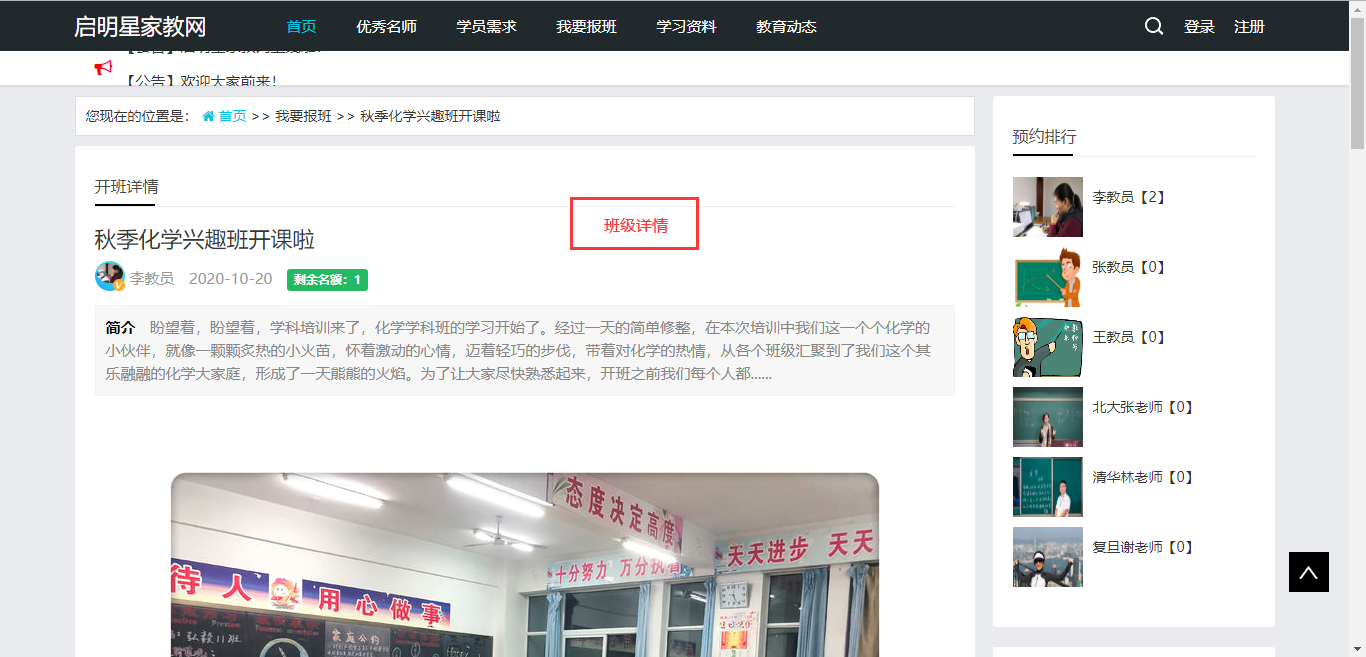 启明星家教网 首页 优秀名师 学员需求 我要报班 学习资料 教育动态 登录 注册
【公告】欢迎大家前来！
您现在的位置是： 首页 >> 我要报班 >> 秋季化学兴趣班开课啦
开班详情
班级详情
秋季化学兴趣班开课啦
李教员 2020-10-20 剩余名额：1
简介 盼望着，盼望着，学科培训来了，化学学科班的学习开始了。经过一天的简单修整，在本次培训中我们这一个个化学的
小伙伴，就像一颗颗炙热的小火苗，怀着激动的心情，迈着轻巧的步伐，带着对化学的热情，从各个班级汇聚到了我们这个其
乐融融的化学大家庭，形成了一天熊熊的火焰。为了让大家尽快熟悉起来，开班之前我们每个人都......
态度决定高度
天天进步 天天
十分努力 万分执着
待人 用心做事
家庭公约
弘毅11班
预约排行
李教员【2】
张教员【0】
王教员【0】
北大张老师【0】
清华林老师【0】
复旦谢老师【0】